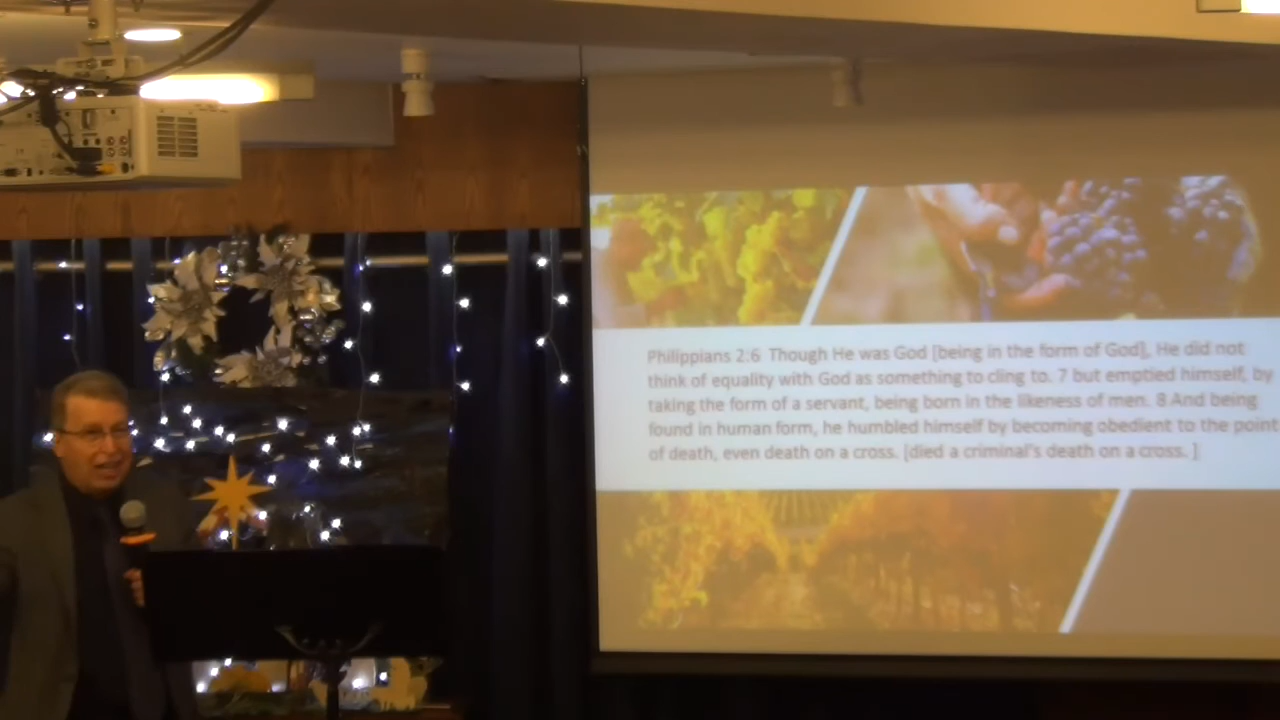 Philippians 2:6 Though He was God [being in the form of God], He did not
think of equality with God as something to cling to. 7 but emptied himself, by
taking the form of a servant, being born in the likeness of men. 8 And being
found in human form, he humbled himself by becoming obedient to the point
of death, even death on a cross. [died a criminal's death on a cross. ]